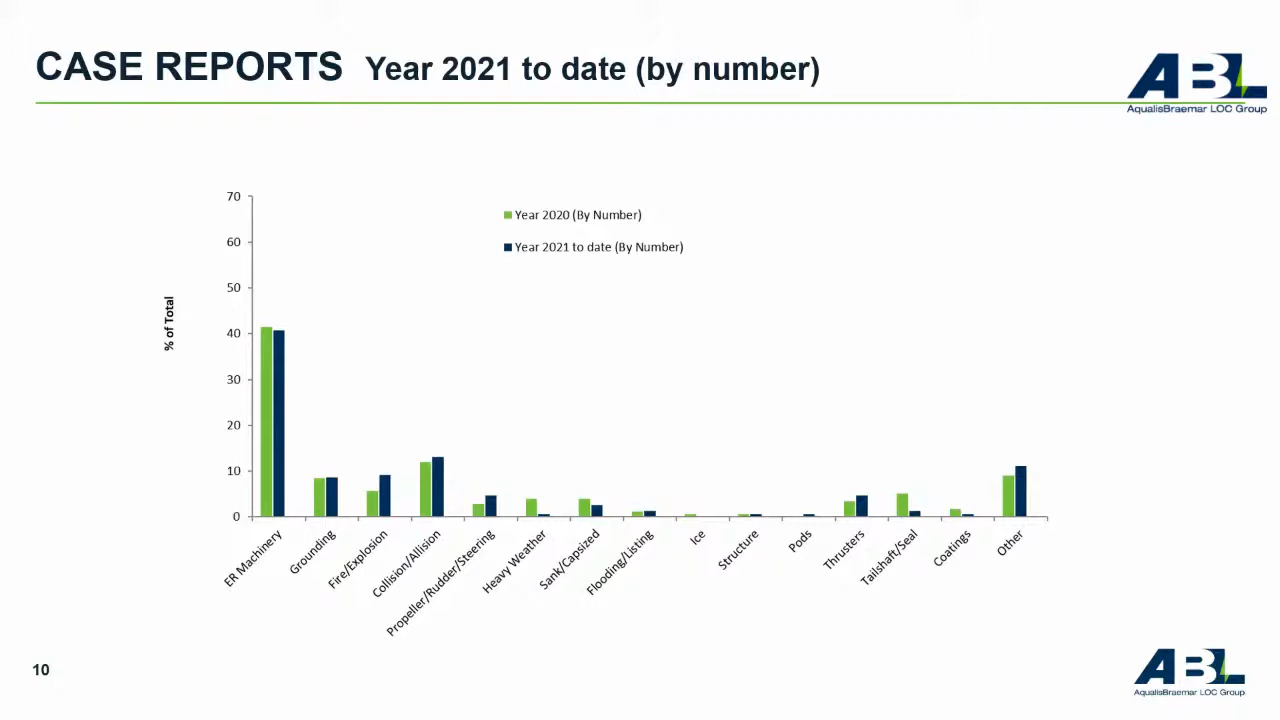 CASE REPORTS Year 2021 to date (by number)
ABL
AqualisBraemar LOC Group
70
60
50
40
30
20
10
0
% of Total
Year 2020 (By Number)
Year 2021 to date (By Number)
ER Machinery
Grounding
Fire/Explosion
Collision/Allision
Propeller/Rudder/Steering
Heavy Weather
Sank/Capsized
Flooding/Listing
Ice
Structure
Pods
Thrusters
Tailshaft/Seal
Coatings
Other
10
ABL
AqualisBraemar LOC Group